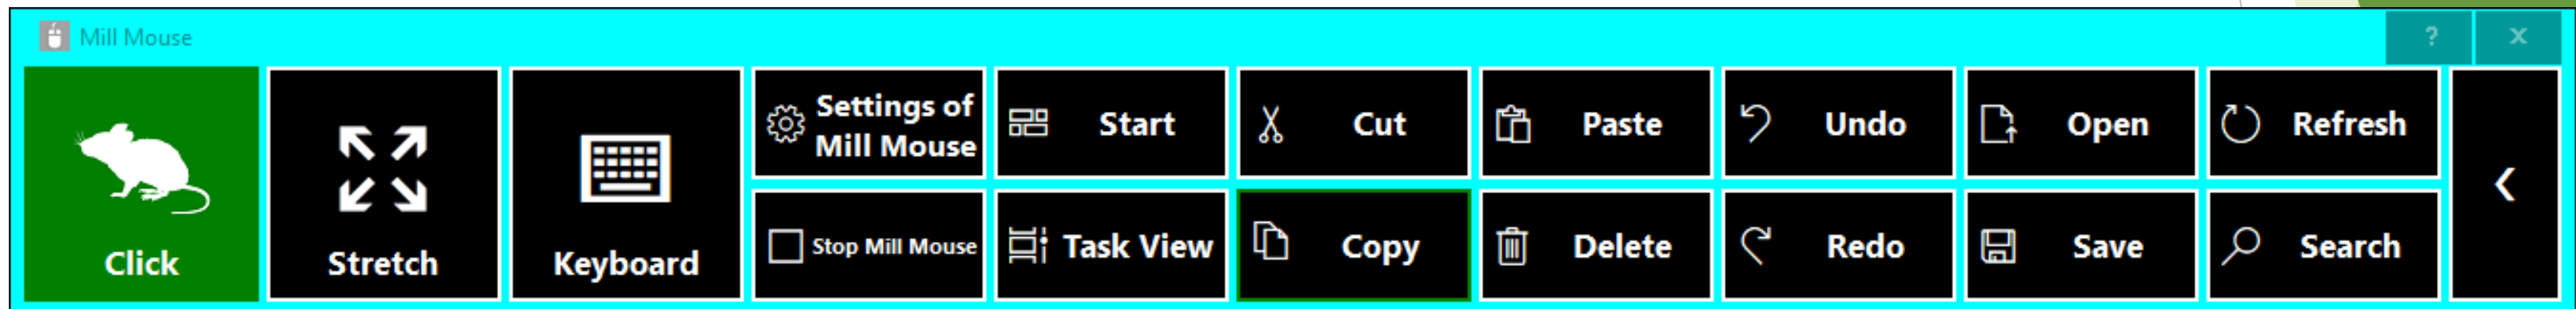 Mill Mouse
?
x
Click
Stretch
Keyboard
Settings of
Mill Mouse
Start
Cut
Paste
Undo
Open
Refresh
Stop Mill Mouse
Task View
Copy
Delete
Redo
Save
Search